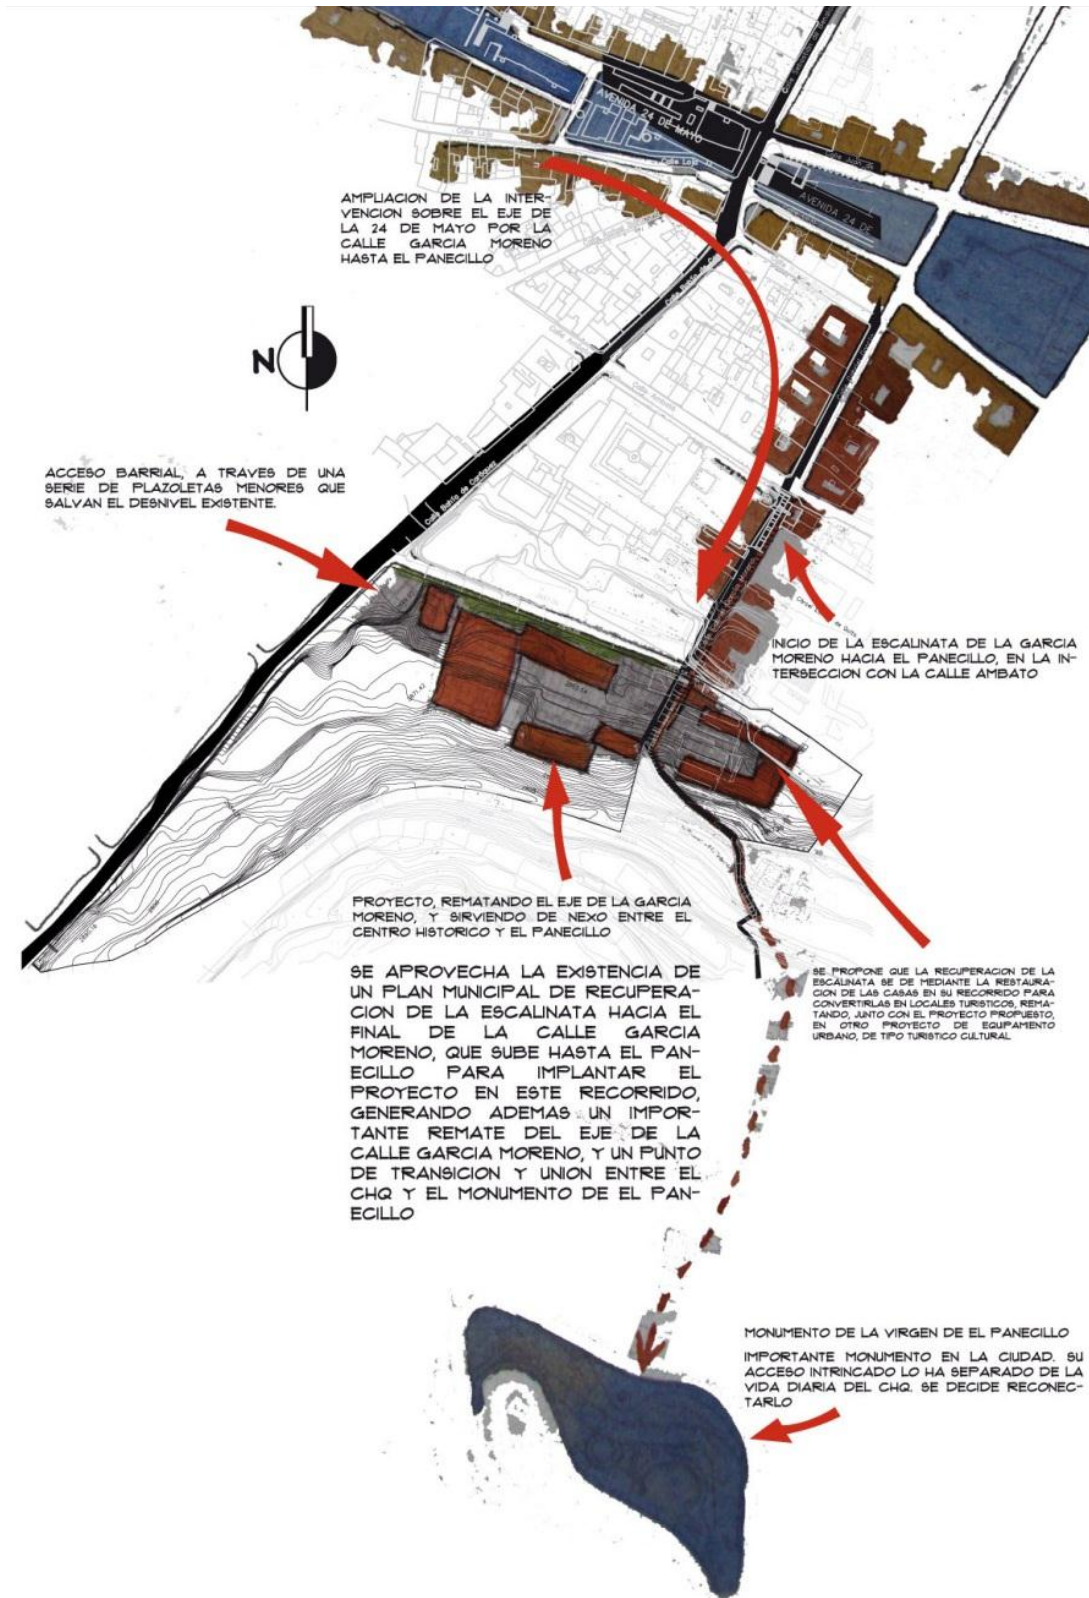 AVENIDA 24 DE MAYO
Calle Loja
Calle Loja
AVENIDA 24 DE
AMPLIACION DE LA INTER-
VENCION SOBRE EL EJE DE
LA 24 DE MAYO POR LA
CALLE GARCIA MORENO
HASTA EL PANECILLO
N
Calle Ambato
ACCESO BARRIAL, A TRAVES DE UNA
SERIE DE PLAZOLETAS MENORES QUE
SALVAN EL DESNIVEL EXISTENTE.
Calle Bahía de Caráquez
INICIO DE LA ESCALINATA DE LA GARCIA
MORENO HACIA EL PANECILLO, EN LA IN-
TERSECCION CON LA CALLE AMBATO
PROYECTO, REMATANDO EL EJE DE LA GARCIA
MORENO, Y SIRVIENDO DE NEXO ENTRE EL
CENTRO HISTORICO Y EL PANECILLO
SE PROPONE QUE LA RECUPERACION DE LA
ESCALINATA SE DE MEDIANTE LA RESTAURA-
CION DE LAS CASAS EN SU RECORRIDO PARA
CONVERTIRLAS EN LOCALES TURISTICOS, REMA-
TANDO, JUNTO CON EL PROYECTO PROPUESTO,
EN OTRO PROYECTO DE EQUIPAMENTO
URBANO, DE TIPO TURISTICO CULTURAL
SE APROVECHA LA EXISTENCIA DE
UN PLAN MUNICIPAL DE RECUPERA-
CION DE LA ESCALINATA HACIA EL
FINAL DE LA CALLE GARCIA
MORENO, QUE SUBE HASTA EL PAN-
ECILLO PARA IMPLANTAR EL
PROYECTO EN ESTE RECORRIDO,
GENERANDO ADEMAS UN IMPOR-
TANTE REMATE DEL EJE DE LA
CALLE GARCIA MORENO, Y UN PUNTO
DE TRANSICION Y UNION ENTRE EL
CHQ Y EL MONUMENTO DE EL PAN-
ECILLO
MONUMENTO DE LA VIRGEN DE EL PANECILLO
IMPORTANTE MONUMENTO EN LA CIUDAD. SU
ACCESO INTRINCADO LO HA SEPARADO DE LA
VIDA DIARIA DEL CHQ. SE DECIDE RECONEC-
TARLO